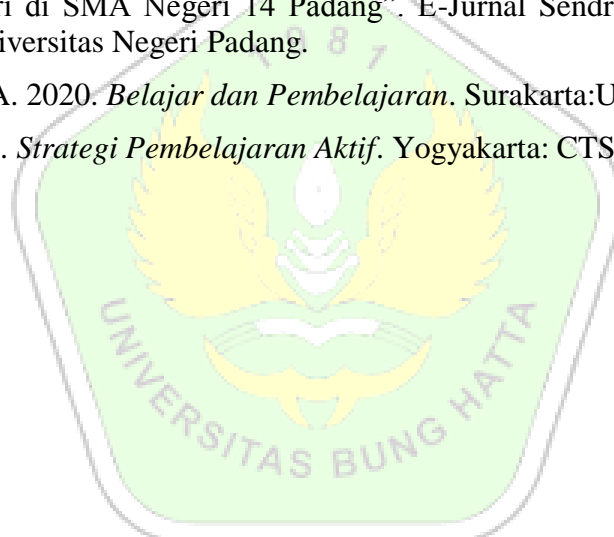 ri di SMA Negeri 14 Padang”. E-Jurnal Sendr
iversitas Negeri Padang.
A. 2020. Belajar dan Pembelajaran. Surakarta:U
. Strategi Pembelajaran Aktif. Yogyakarta: CTS
1981
UNIVERSITAS BUNG HATTA